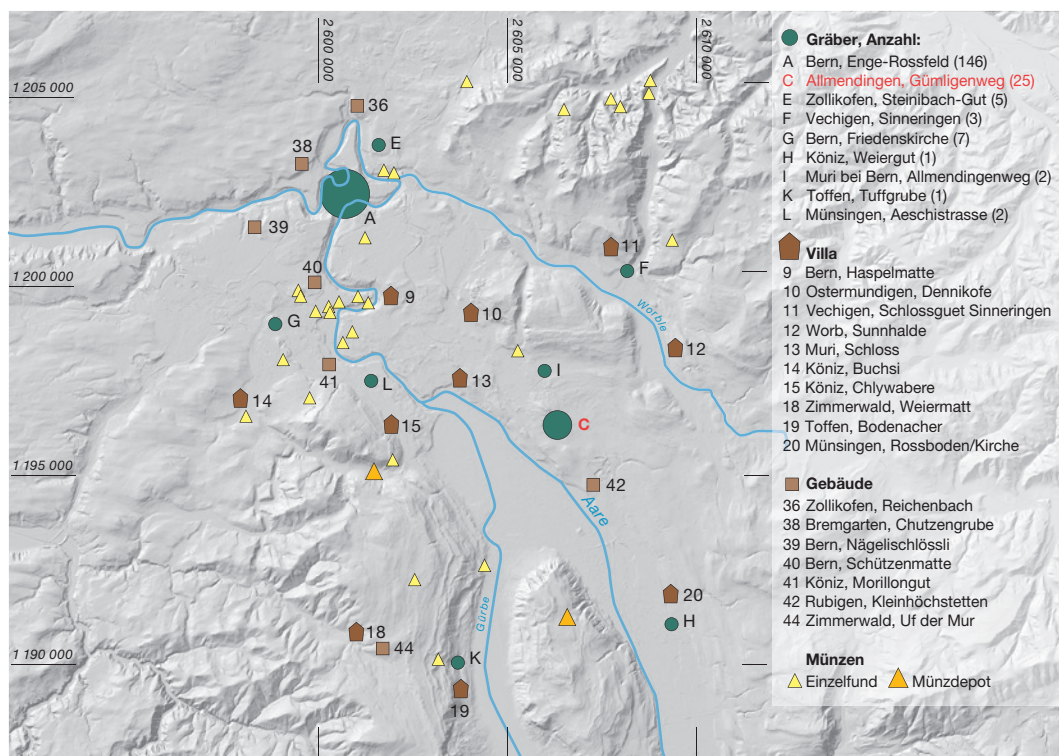 2 600 000
2 605 000
2 610 000
1 205 000
1 200 000
1 195 000
1 190 000
36
E
38
A
39
11
F
40
9
10
G
Worble
12
41
L
13
I
14
15
C
42
Aare
20
H
Gürbe
18
44
K
19
Gräber, Anzahl:
A Bern, Enge-Rossfeld (146)
C Allmendingen, Gümligenweg (25)
E Zollikofen, Steinibach-Gut (5)
F Vechigen, Sinneringen (3)
G Bern, Friedenskirche (7)
H Köniz, Weiergut (1)
I Muri bei Bern, Allmendingenweg (2)
K Toffen, Tuffgrube (1)
L Münsingen, Aeschistrasse (2)
Villa
9 Bern, Haspelmatte
10 Ostermundigen, Dennikofe
11 Vechigen, Schlossguet Sinneringen
12 Worb, Sunnhalde
13 Muri, Schloss
14 Köniz, Buchsi
15 Köniz, Chlywabere
18 Zimmerwald, Weiermatt
19 Toffen, Bodenacher
20 Münsingen, Rossboden/Kirche
Gebäude
36 Zollikofen, Reichenbach
38 Bremgarten, Chutzengrube
39 Bern, Nägelischlössli
40 Bern, Schützenmatte
41 Köniz, Morillongut
42 Rubigen, Kleinhöchstetten
44 Zimmerwald, Uf der Mur
Münzen
Einzelfund Münzdepot